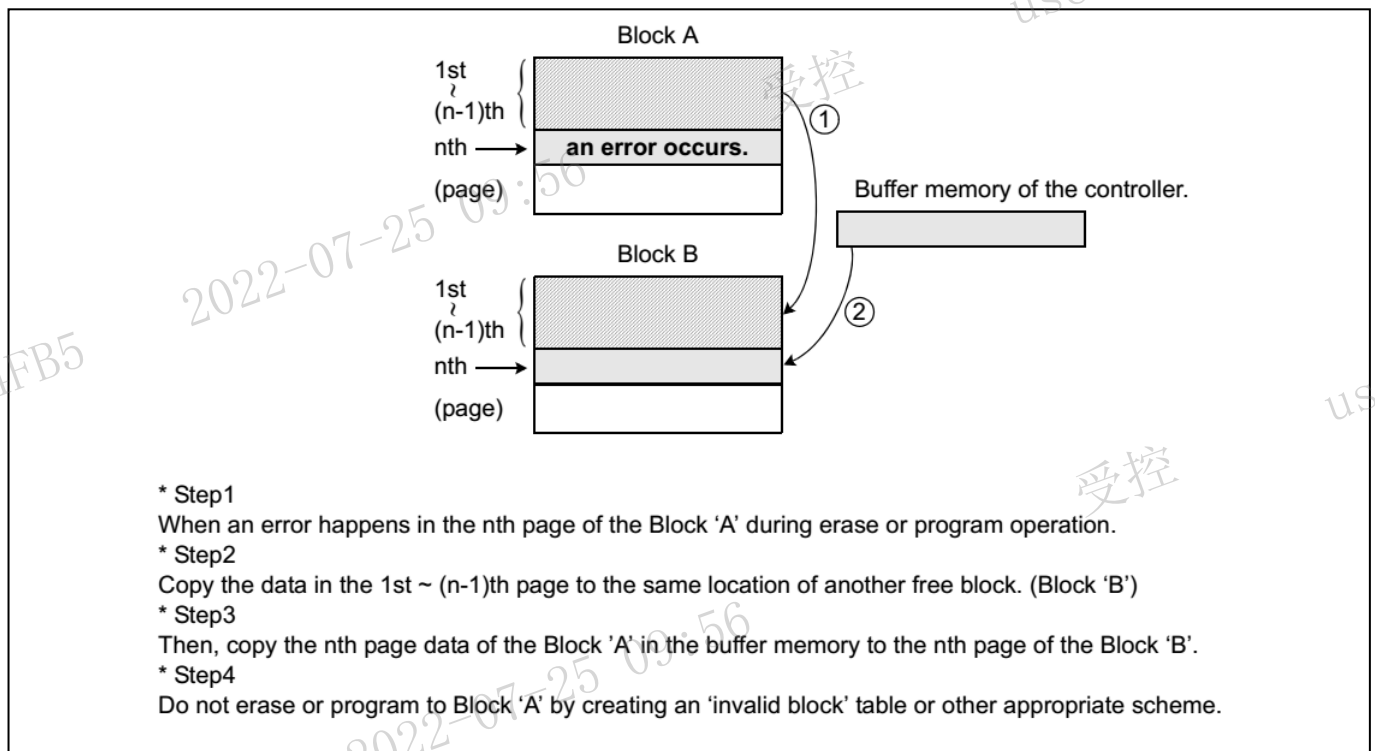 Block A
1st
~
(n-1)th
nth
an error occurs.
(page)
①
Buffer memory of the controller.
Block B
1st
~
(n-1)th
nth
(page)
②
* Step1
When an error happens in the nth page of the Block ‘A’ during erase or program operation.
* Step2
Copy the data in the 1st ~ (n-1)th page to the same location of another free block. (Block ‘B’)
* Step3
Then, copy the nth page data of the Block ’A’ in the buffer memory to the nth page of the Block ‘B’.
* Step4
Do not erase or program to Block ‘A’ by creating an ‘invalid block’ table or other appropriate scheme.
受控
2022-07-25 09:56
受控
2022-07-25 09:56